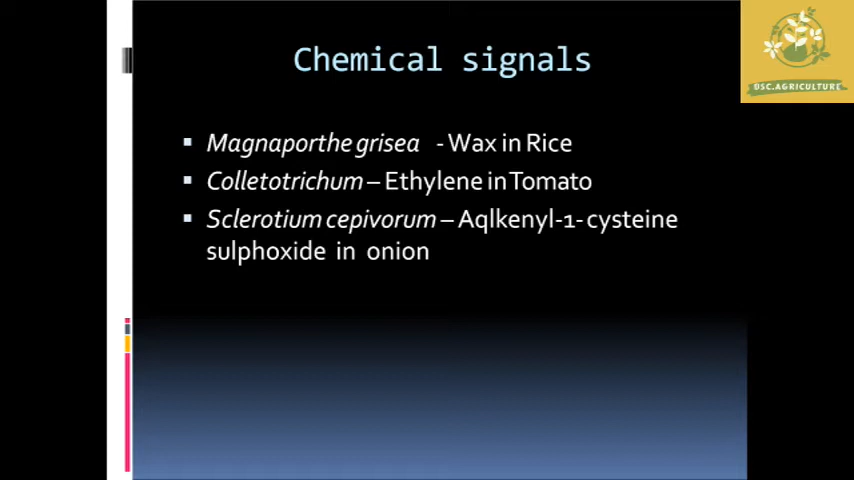 Chemical signals
DSC.AGRICULTURE
Magnaporthe grisea - Wax in Rice
Colletotrichum – Ethylene in Tomato
Sclerotium cepivorum – Aqlkenyl-1- cysteine
sulphoxide in onion